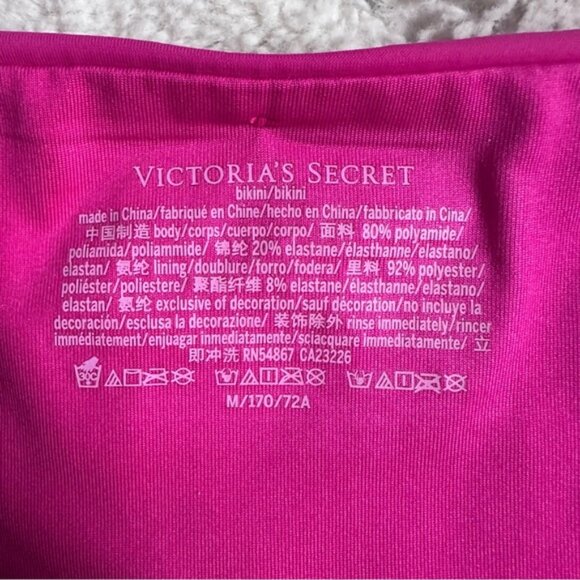 VICTORIA'S SECRET
bikini/bikini
made in China/fabriqué en Chine/hecho en China/fabbricato in Cina/
中国制造 body/corps/cuerpo/corpo/ 面料 80% polyamide/
poliamida/poliammide/ 锦纶 20% elastane/élasthanne/elastano/
elastan/ 氨纶 lining/doublure/forro/fodera/ 里料 92% polyester/
poliéster/poliestere/ 聚酯纤维 8% elastane/élasthanne/elastano/
elastan/ 氨纶 exclusive of decoration/sauf décoration/no incluye la
decoración/esclusa la decorazione/ 装饰除外 rinse immediately/rincer
immédiatement/enjuagar inmediatamente/sciacquare immediatamente/ 立
即冲洗 RN54867 CA23226
30C
M/170/72A